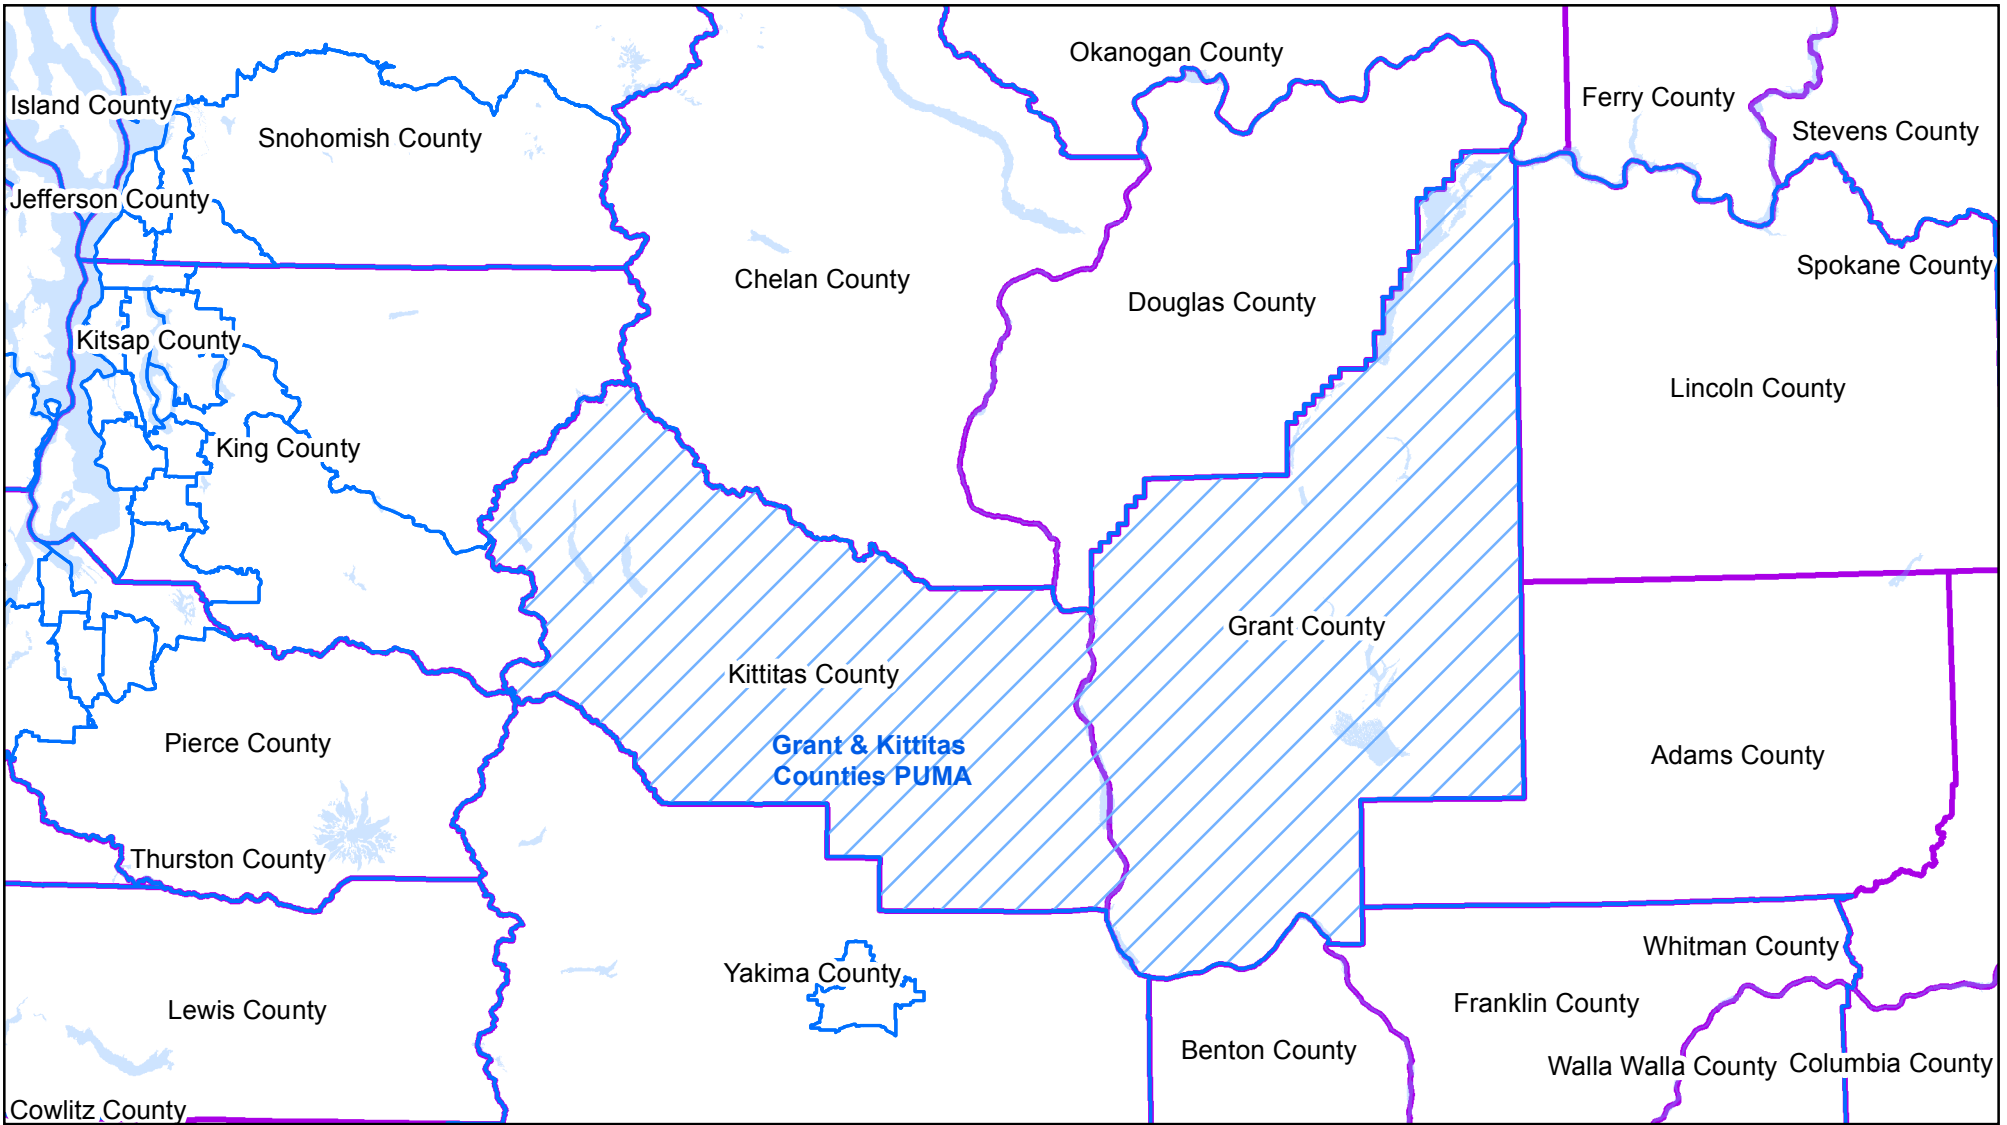 Okanogan County
Ferry County
Island County
Stevens County
Snohomish County
Jefferson County
Spokane County
Chelan County
Douglas County
Kitsap County
Lincoln County
King County
Grant County
Kittitas County
Pierce County
Grant & Kittitas
Counties PUMA
Adams County
Thurston County
Whitman County
Yakima County
Franklin County
Lewis County
Benton County
Walla Walla County
Columbia County
Cowlitz County